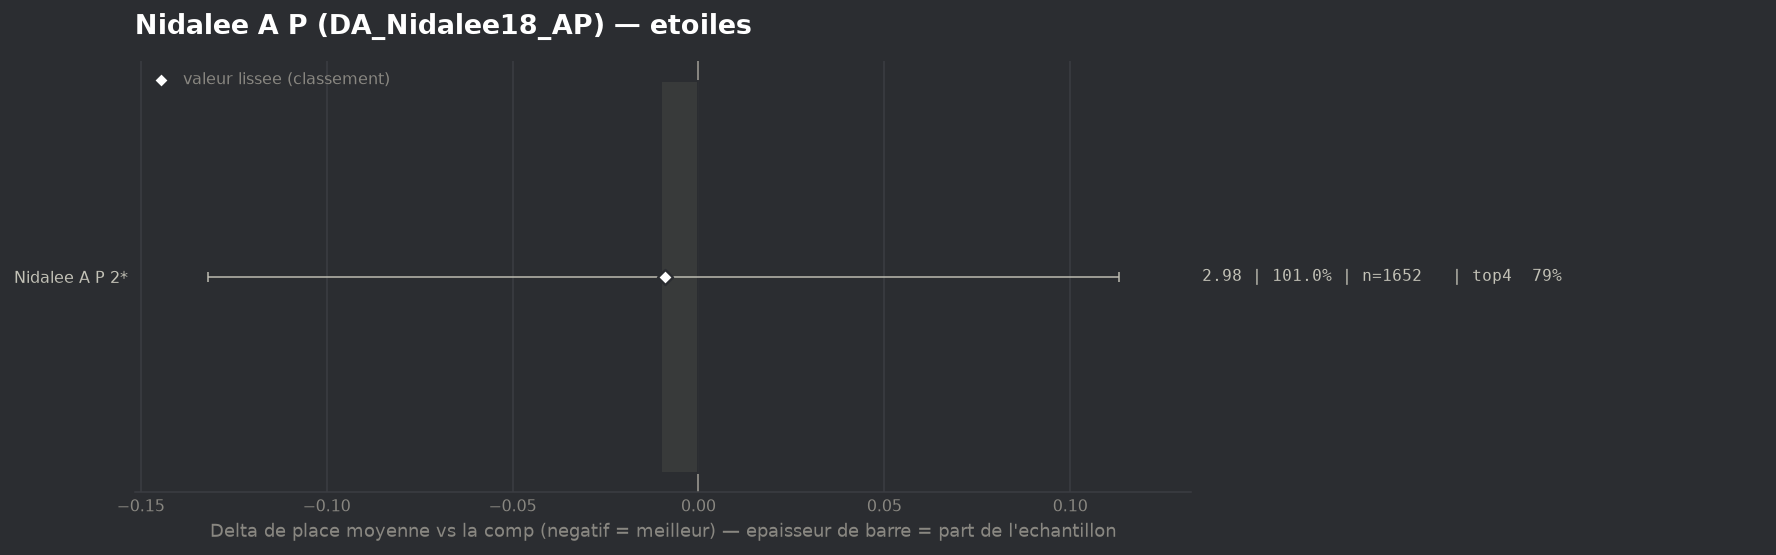 Nidalee A P (DA_Nidalee18_AP) — etoiles
valeur lissee (classement)
Nidalee A P 2*
2.98 | 101.0% | n=1652   | top4  79%
−0.15
−0.10
−0.05
0.00
0.05
0.10
Delta de place moyenne vs la comp (negatif = meilleur) — epaisseur de barre = part de l'echantillon